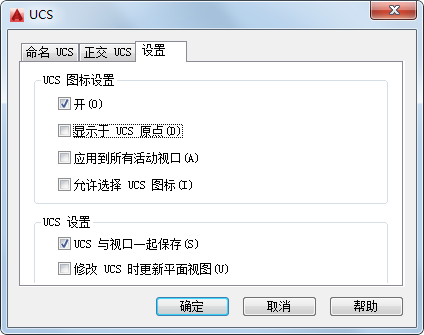 UCS
命名 UCS 正交 UCS 设置
UCS 图标设置
开(O)
显示于 UCS 原点(D)
应用到所有活动视口(A)
允许选择 UCS 图标(I)
UCS 设置
UCS 与视口一起保存(S)
修改 UCS 时更新平面视图(U)
确定 取消 帮助